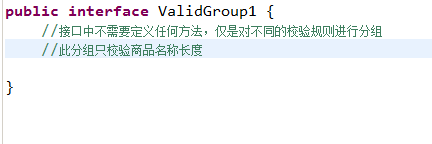 public interface ValidGroup1 {
//接口中不需要定义任何方法，仅是对不同的校验规则进行分组
//此分组只校验商品名称长度
}